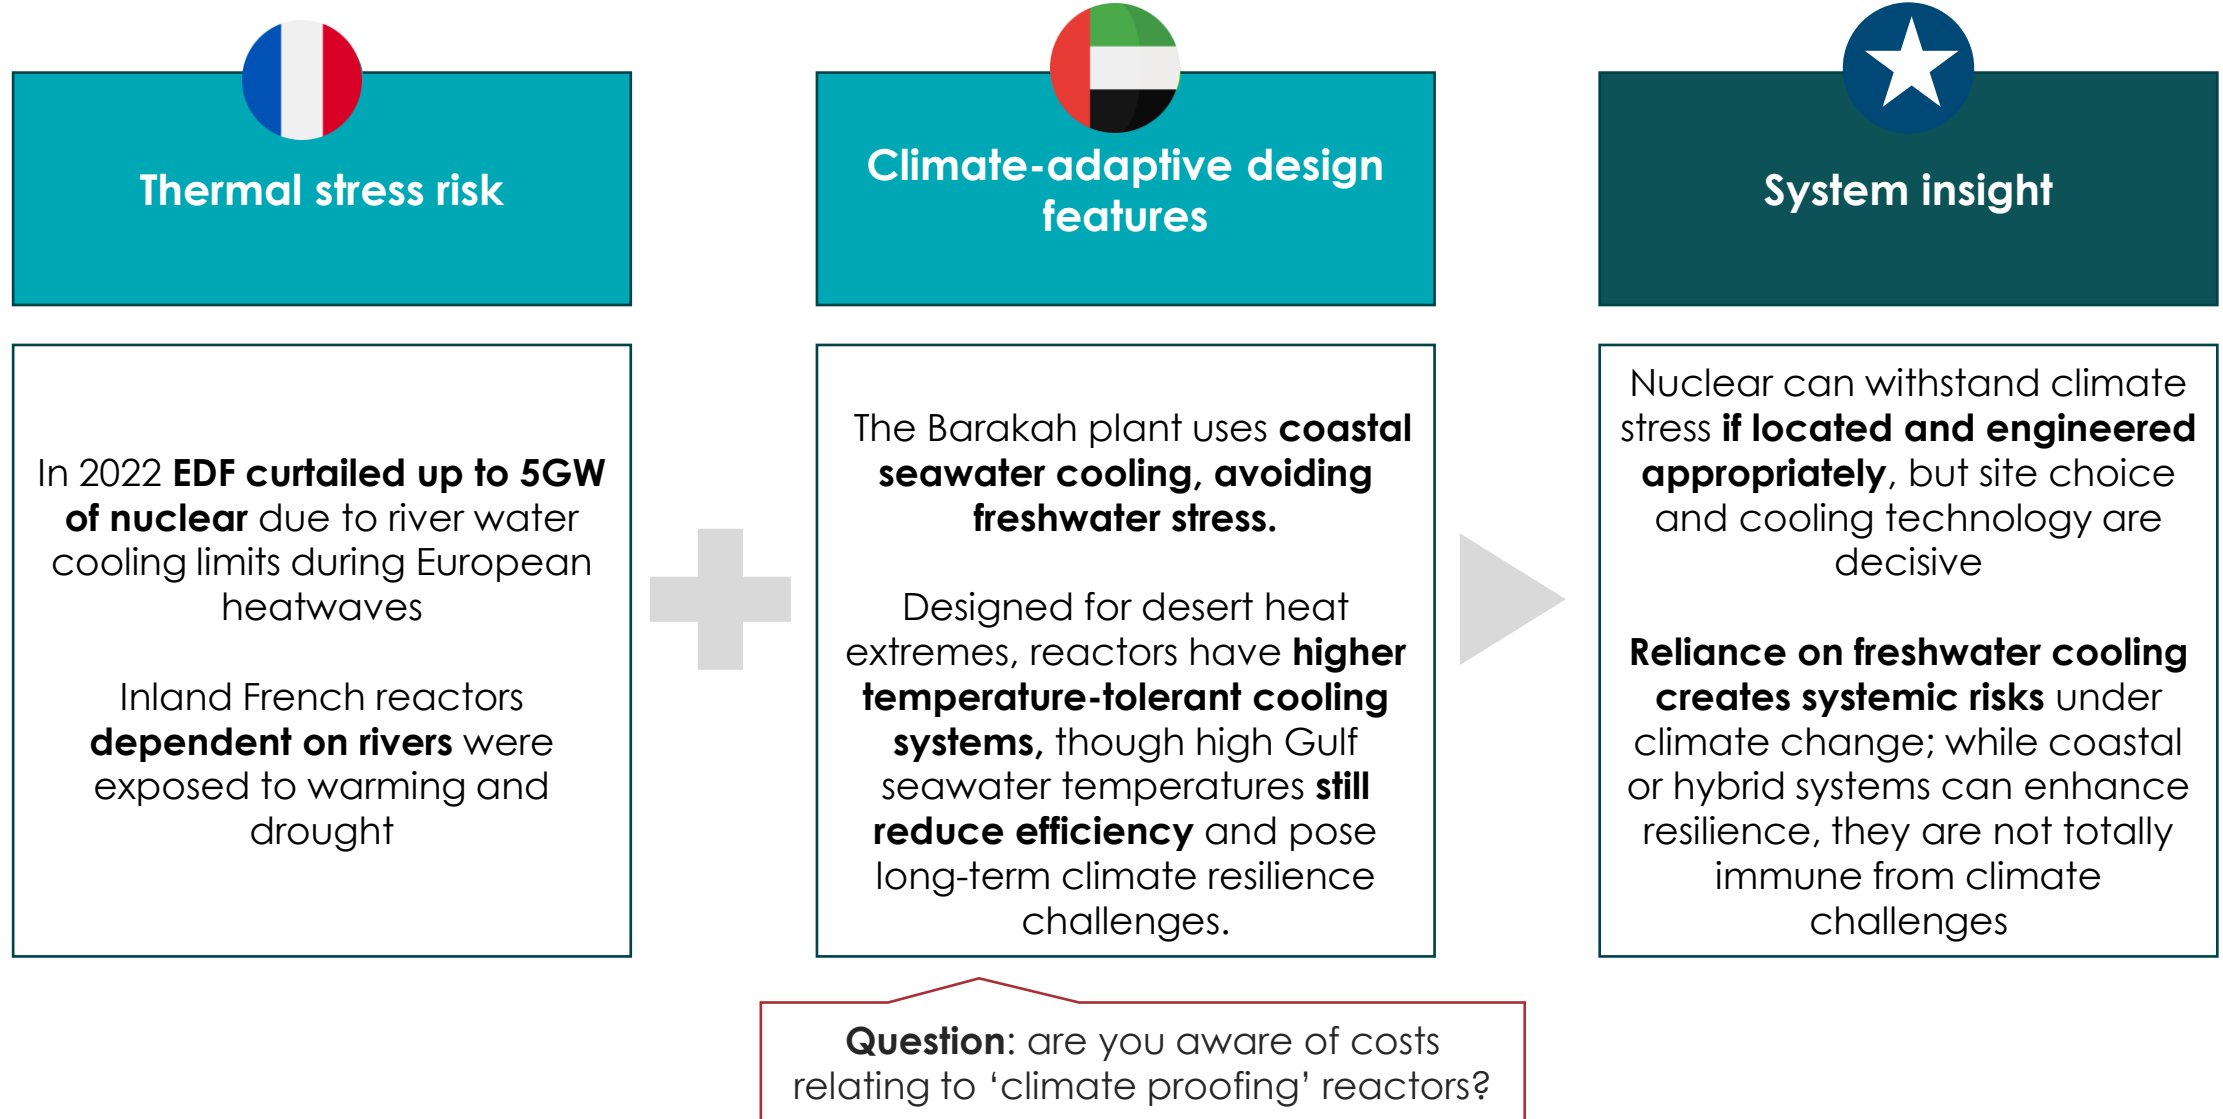 Thermal stress risk
In 2022 EDF curtailed up to 5GW
of nuclear due to river water
cooling limits during European
heatwaves
Inland French reactors
dependent on rivers were
exposed to warming and
drought
Climate-adaptive design
features
The Barakah plant uses coastal
seawater cooling, avoiding
freshwater stress.
Designed for desert heat
extremes, reactors have higher
temperature-tolerant cooling
systems, though high Gulf
seawater temperatures still
reduce efficiency and pose
long-term climate resilience
challenges.
Question: are you aware of costs
relating to ‘climate proofing’ reactors?
System insight
Nuclear can withstand climate
stress if located and engineered
appropriately, but site choice
and cooling technology are
decisive
Reliance on freshwater cooling
creates systemic risks under
climate change; while coastal
or hybrid systems can enhance
resilience, they are not totally
immune from climate
challenges